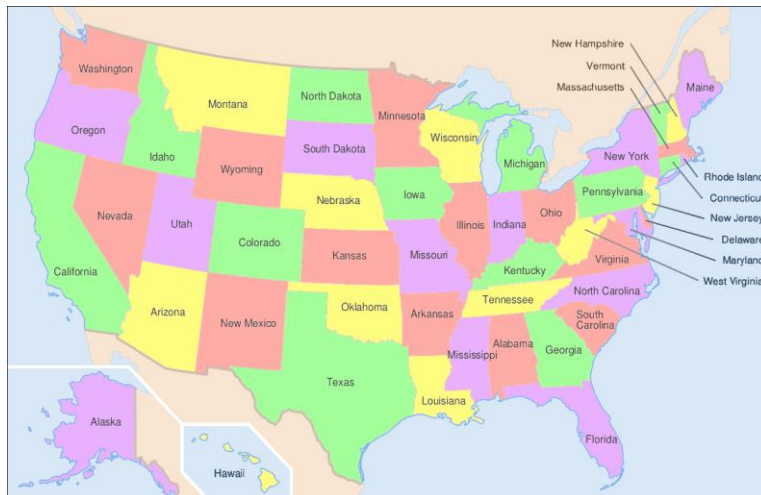 New Hampshire
Vermont
Massachusetts
Washington
Montana
North Dakota
Minnesota
Maine
Oregon
Idaho
Wyoming
South Dakota
Wisconsin
Michigan
New York
Rhode Island
Connecticu
New Jersey
Delaware
Maryland
West Virginia
Nevada
Utah
Colorado
Nebraska
Iowa
Illinois
Indiana
Ohio
Pennsylvania
California
Kansas
Missouri
Kentucky
Virginia
Arizona
New Mexico
Oklahoma
Arkansas
Tennessee
North Carolina
South
Carolina
Texas
Louisiana
Mississippi
Alabama
Georgia
Florida
Alaska
Hawaii